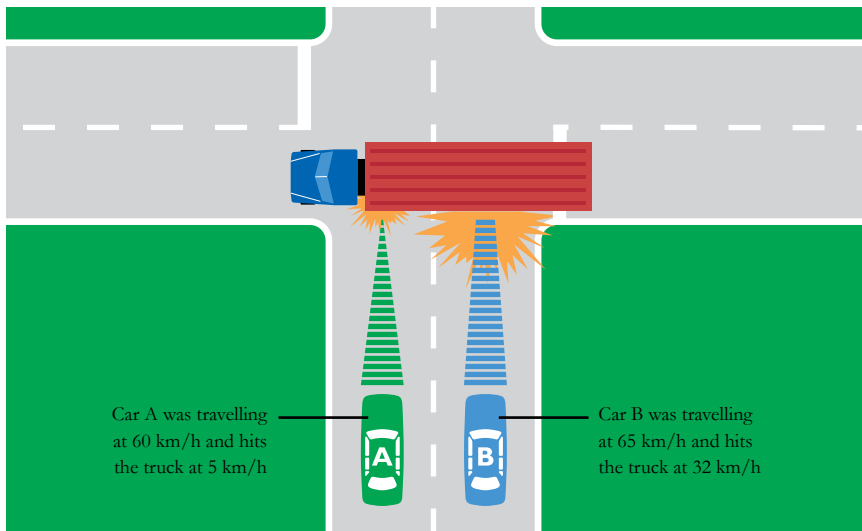 Car A was travelling
at 60 km/h and hits
the truck at 5 km/h
A
B
Car B was travelling
at 65 km/h and hits
the truck at 32 km/h